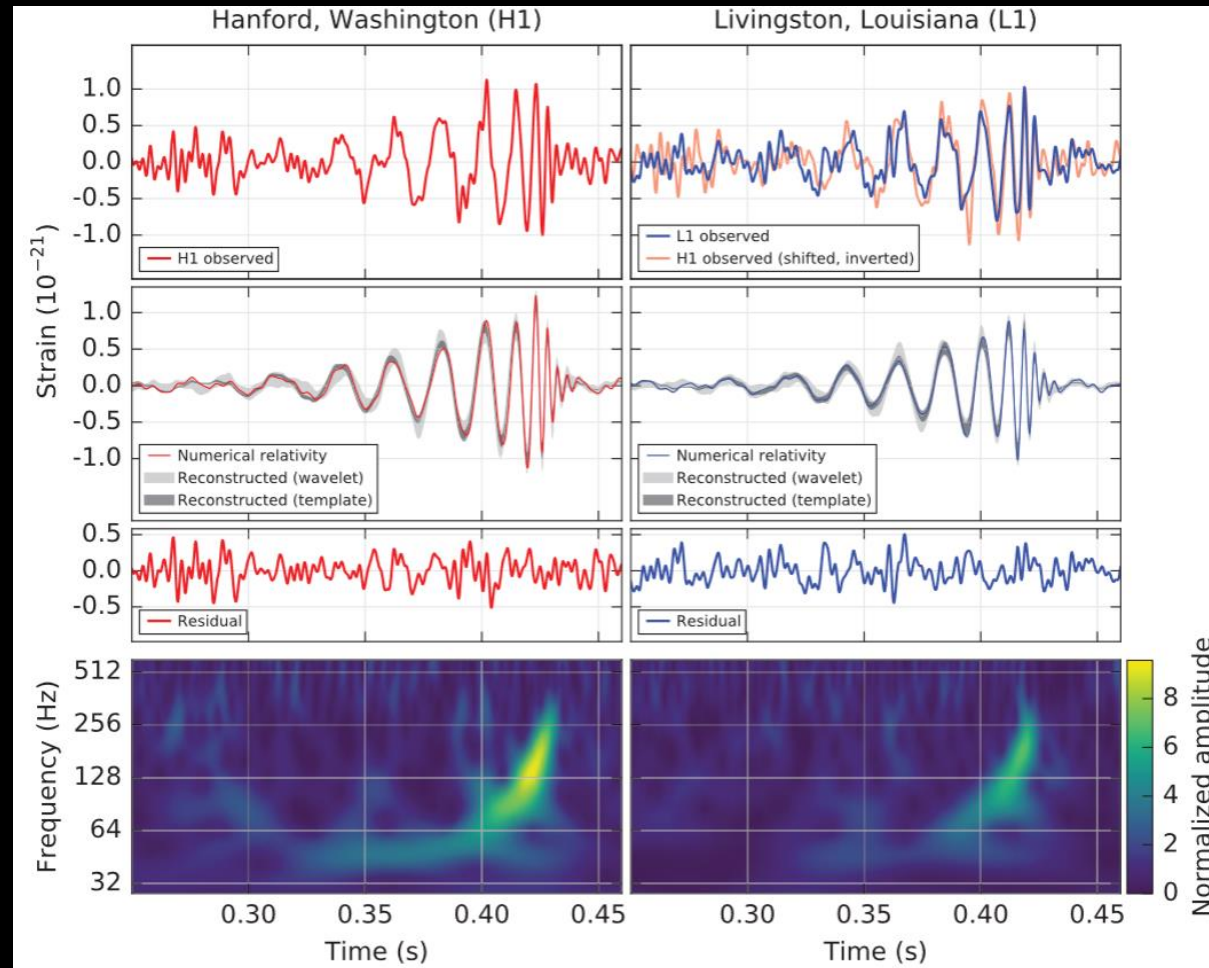 Hanford, Washington (H1)
Livingston, Louisiana (L1)
Strain (10⁻²¹)
1.0
0.5
0.0
-0.5
-1.0
H1 observed
L1 observed
H1 observed (shifted, inverted)
1.0
0.5
0.0
-0.5
-1.0
Numerical relativity
Reconstructed (wavelet)
Reconstructed (template)
Numerical relativity
Reconstructed (wavelet)
Reconstructed (template)
0.5
0.0
-0.5
Residual
Residual
Frequency (Hz)
512
256
128
64
32
0.30
0.35
0.40
0.45
Time (s)
0.30
0.35
0.40
0.45
Time (s)
8
6
4
2
0
Normalized amplitude